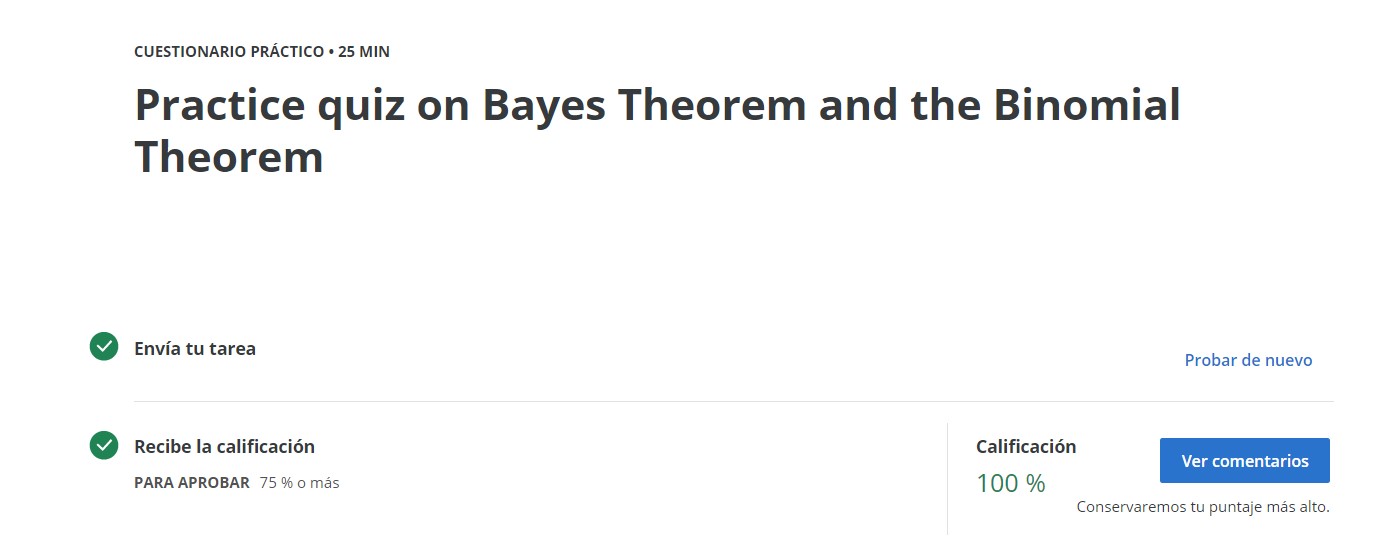 CUESTIONARIO PRÁCTICO • 25 MIN
Practice quiz on Bayes Theorem and the Binomial
Theorem
Envía tu tarea
Probar de nuevo
Recibe la calificación
PARA APROBAR 75 % o más
Calificación
100 %
Ver comentarios
Conservaremos tu puntaje más alto.